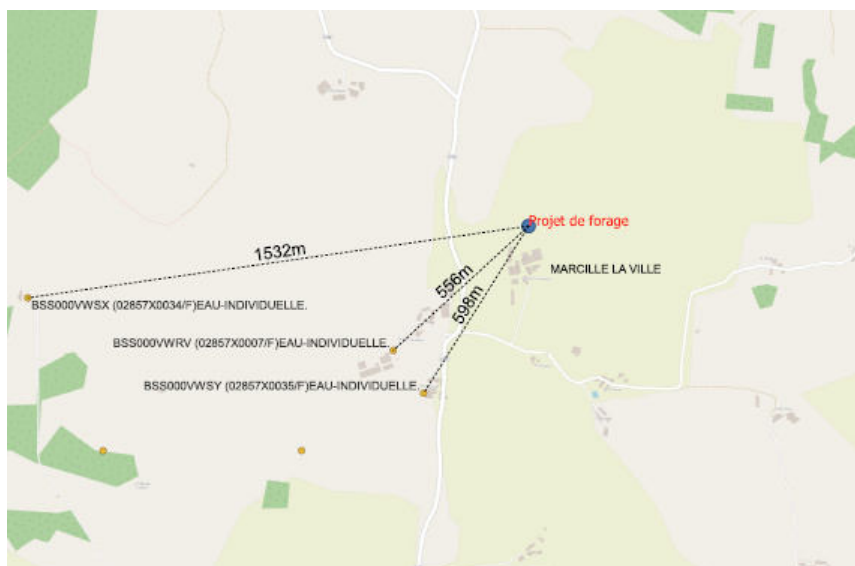 Projet de forage
1532m
MARCILLE LA VILLE
556m
598m
BSS000VWSX (02857X0034/F)EAU-INDIVIDUELLE.
BSS000VWRV (02857X0007/F)EAU-INDIVIDUELLE.
BSS000VWSY (02857X0035/F)EAU-INDIVIDUELLE.